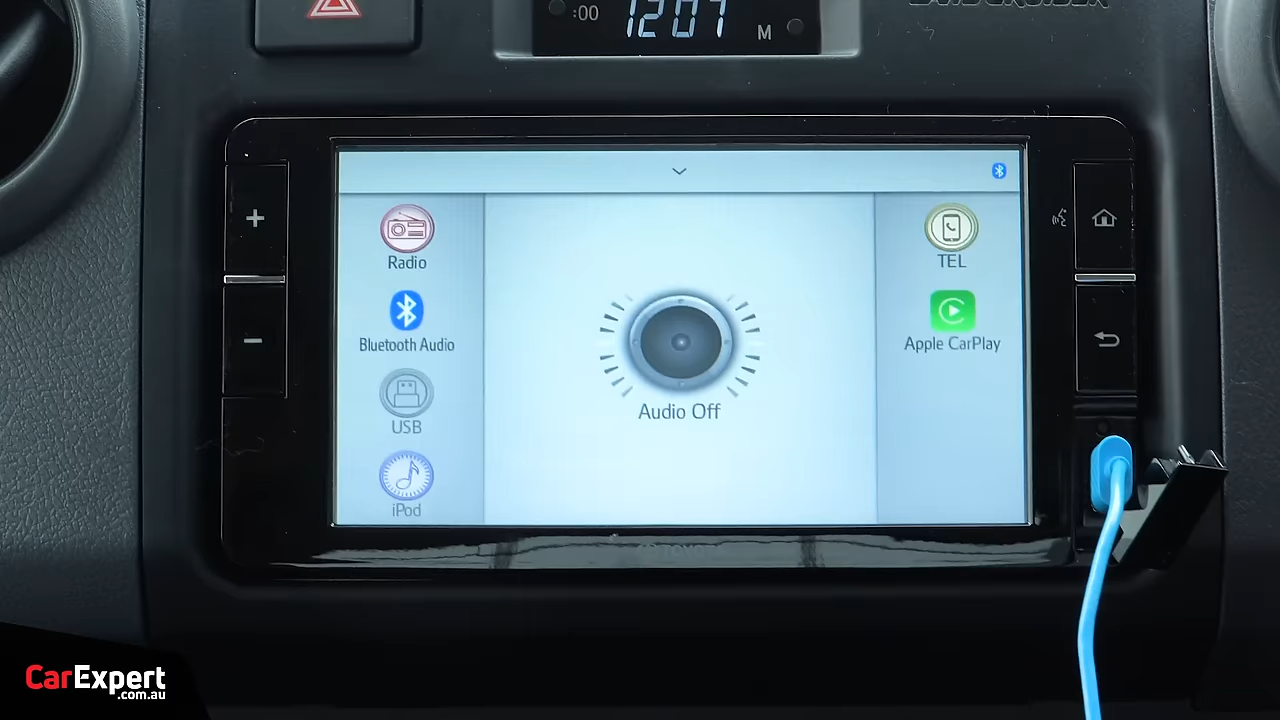 :00 1207 M
Radio
TEL
Bluetooth Audio
Apple CarPlay
USB
Audio Off
iPod
CarExpert
.com.au